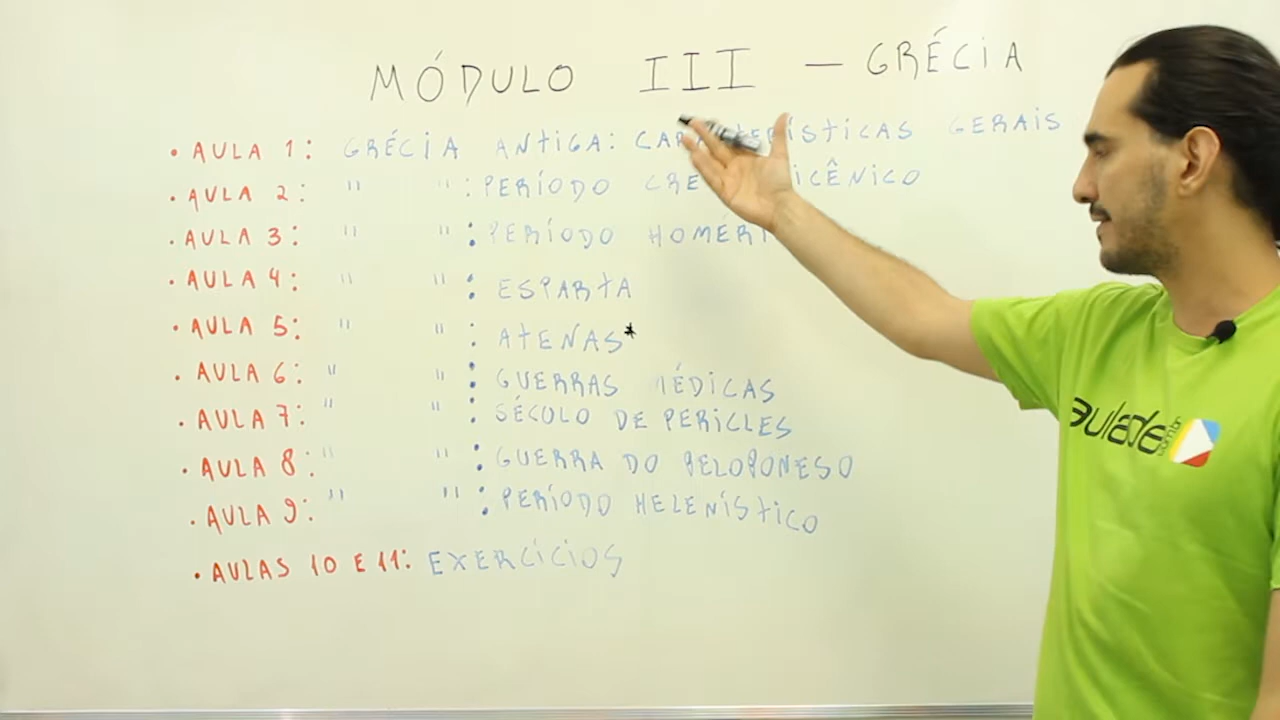 MÓDULO III — GRÉCIA
• AULA 1: GRÉCIA ANTIGA: CARACTERÍSTICAS GERAIS
• AULA 2: " " : PERÍODO
• AULA 3: " " : PERÍODO
• AULA 4: " " : ESPARTA
• AULA 5: " " : ATENAS*
• AULA 6: " " : GUERRAS MÉDICAS
• AULA 7: " " : SÉCULO DE PERICLES
• AULA 8: " " : GUERRA DO PELOPONESO
• AULA 9: " " : PERÍODO HELENÍSTICO
• AULAS 10 E 11: EXERCÍCIOS
aulade